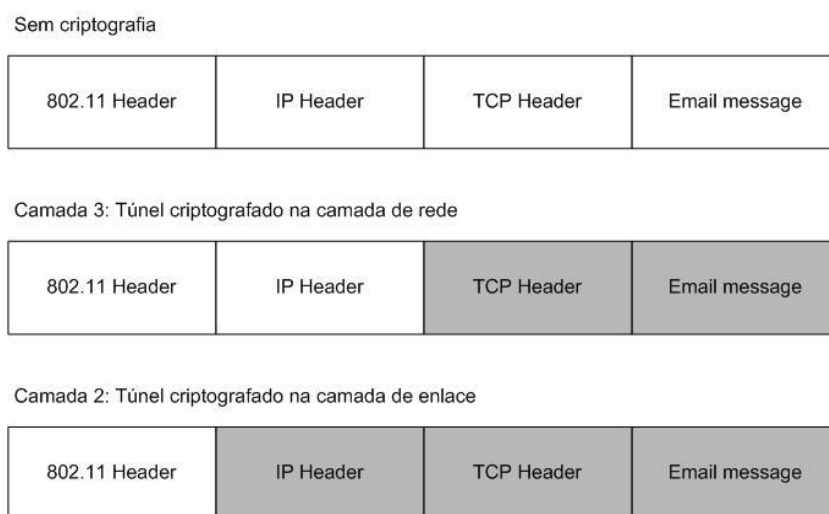 Sem criptografia
802.11 Header IP Header TCP Header Email message
Camada 3: Túnel criptografado na camada de rede
802.11 Header IP Header TCP Header Email message
Camada 2: Túnel criptografado na camada de enlace
802.11 Header IP Header TCP Header Email message